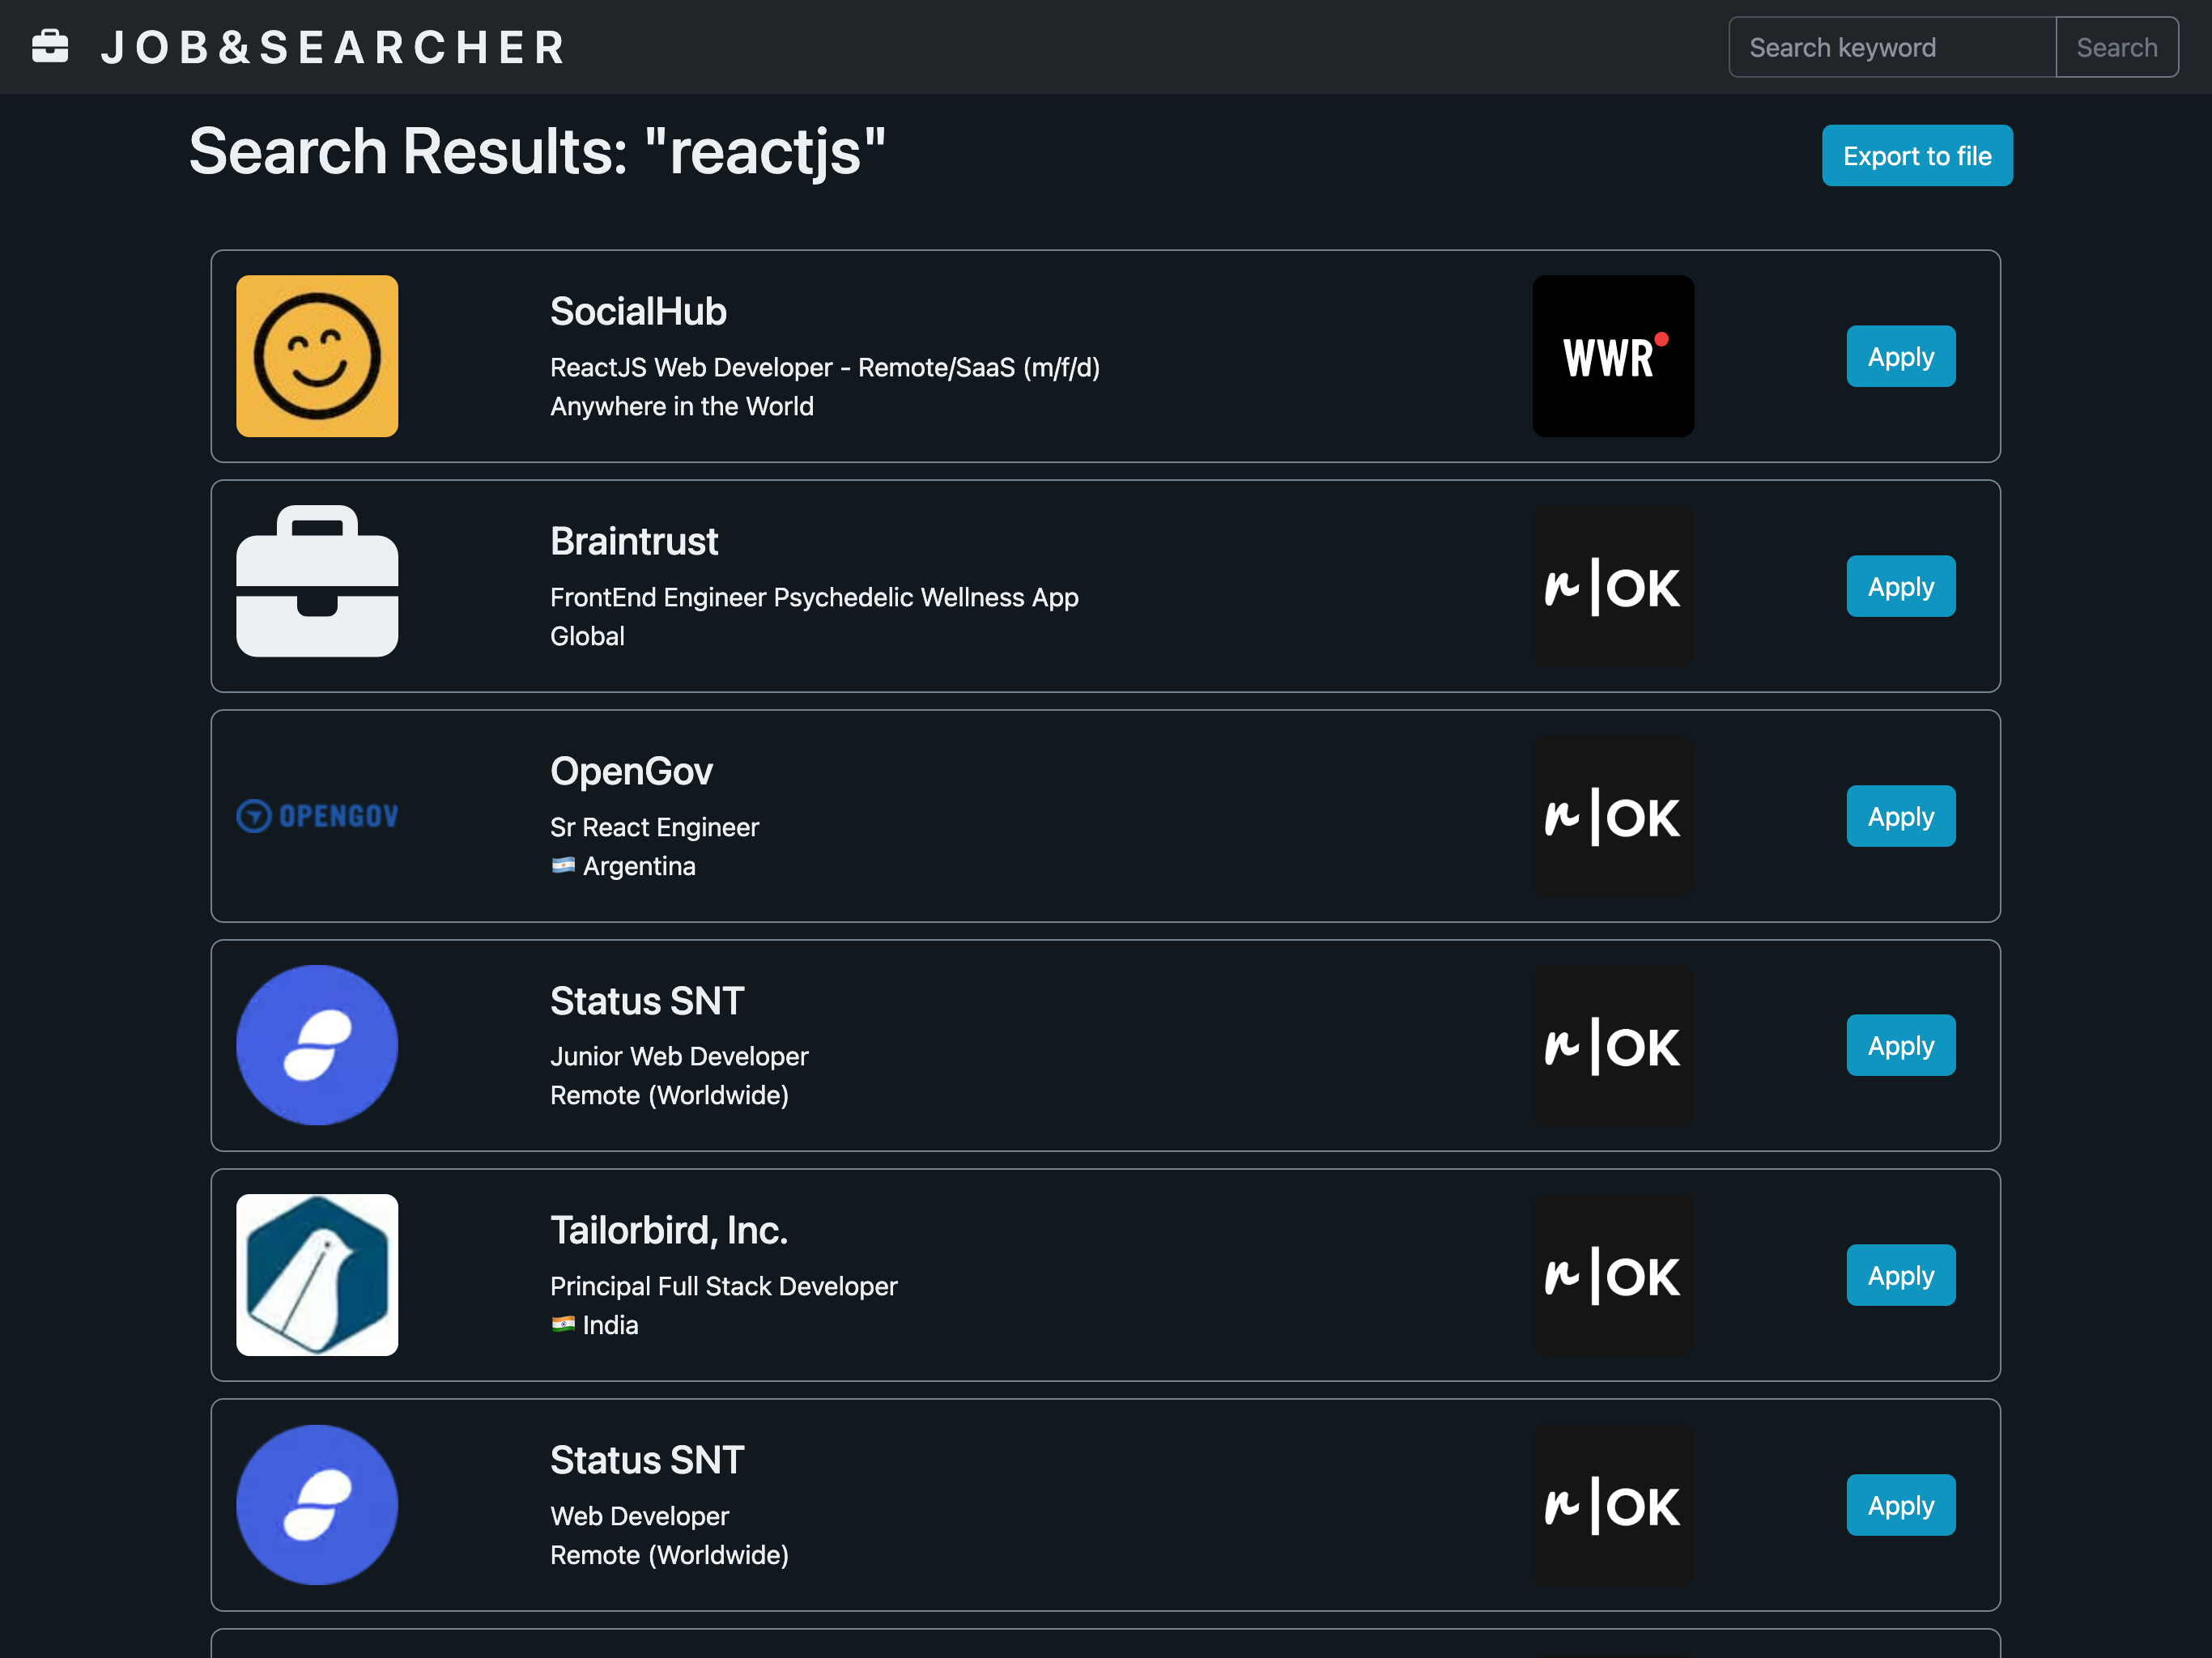 JOB&SEARCHER
Search keyword
Search
Search Results: "reactjs"
Export to file
SocialHub
ReactJS Web Developer - Remote/SaaS (m/f/d)
Anywhere in the World
WWR
Apply
Braintrust
FrontEnd Engineer Psychedelic Wellness App
Global
r|OK
Apply
OPENGOV
OpenGov
Sr React Engineer
🇦🇷 Argentina
r|OK
Apply
Status SNT
Junior Web Developer
Remote (Worldwide)
r|OK
Apply
Tailorbird, Inc.
Principal Full Stack Developer
🇮🇳 India
r|OK
Apply
Status SNT
Web Developer
Remote (Worldwide)
r|OK
Apply